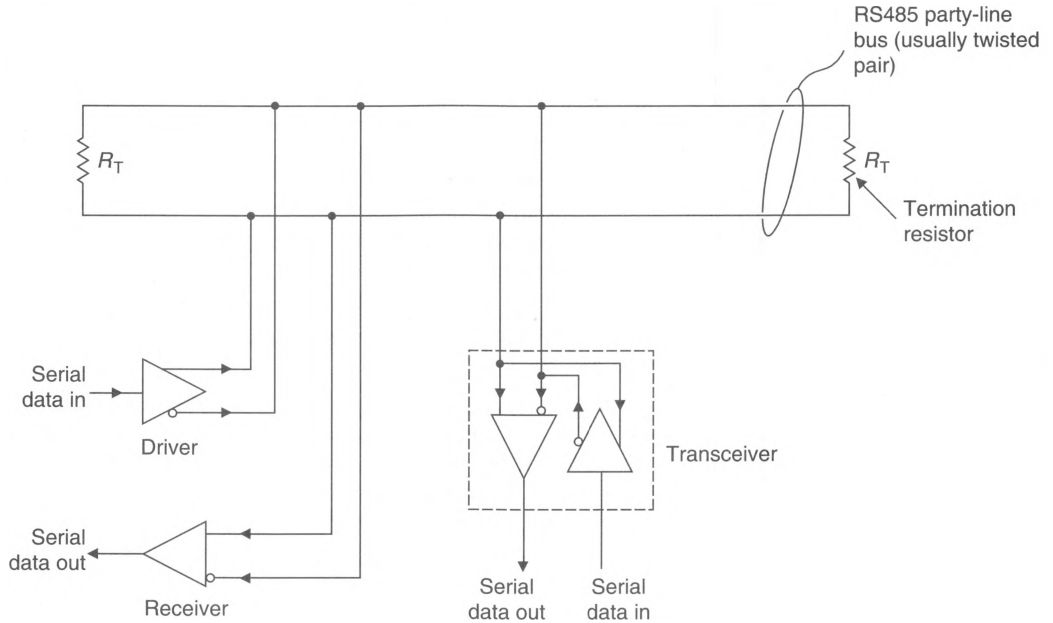 RS485 party-line
bus (usually twisted
pair)
R_T
R_T
Termination
resistor
Serial
data in
Driver
Transceiver
Serial
data out
Receiver
Serial
data out
Serial
data in